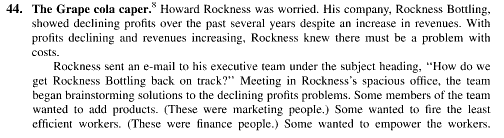 44. The Grape cola caper.⁸ Howard Rockness was worried. His company, Rockness Bottling,
showed declining profits over the past several years despite an increase in revenues. With
profits declining and revenues increasing, Rockness knew there must be a problem with
costs.
Rockness sent an e-mail to his executive team under the subject heading, "How do we
get Rockness Bottling back on track?" Meeting in Rockness's spacious office, the team
began brainstorming solutions to the declining profits problems. Some members of the team
wanted to add products. (These were marketing people.) Some wanted to fire the least
efficient workers. (These were finance people.) Some wanted to empower the workers.